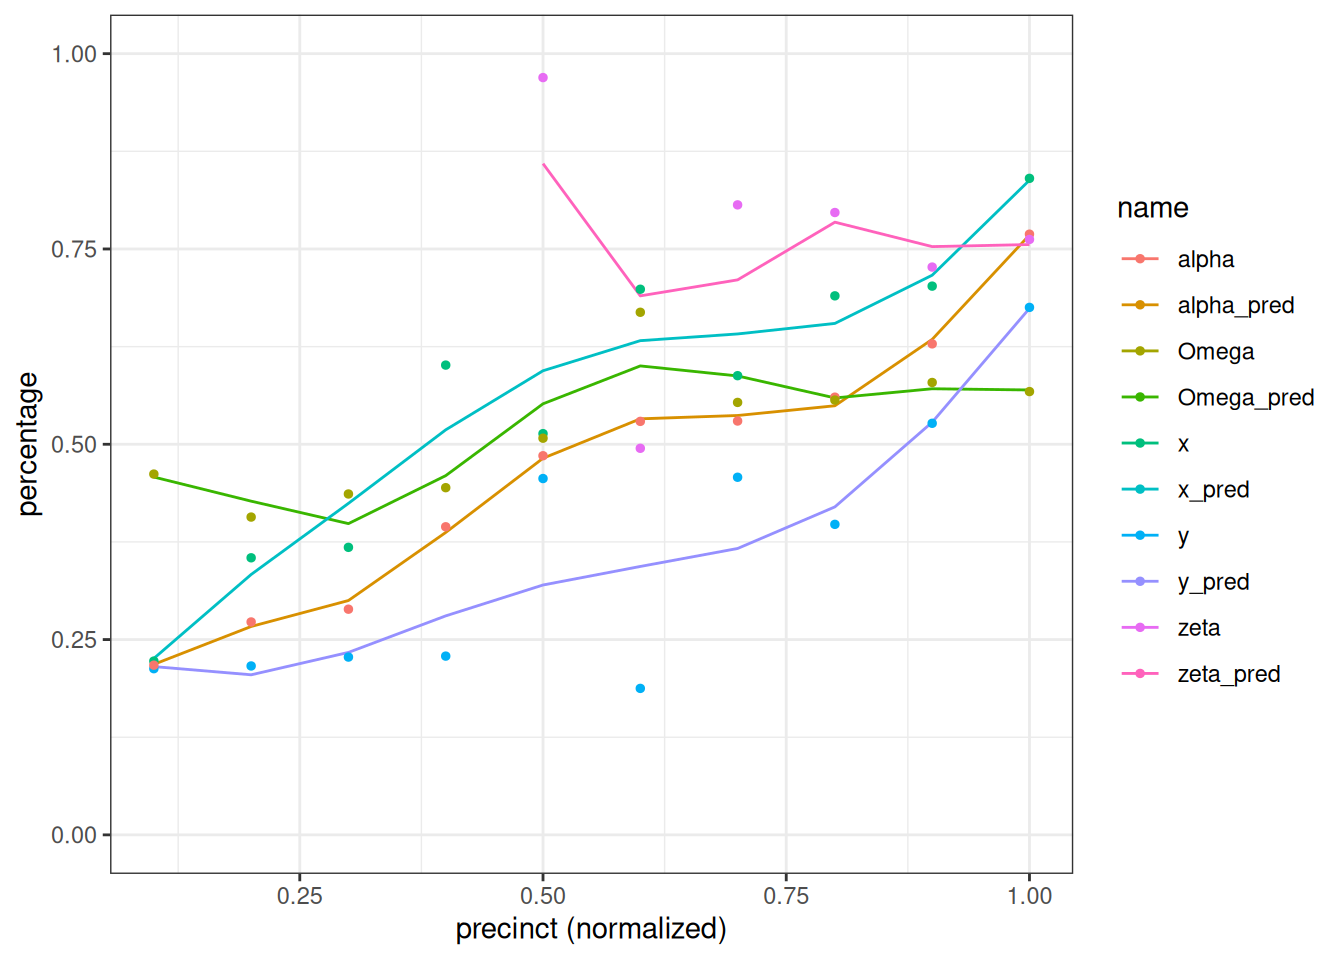 1.00
0.75
0.50
0.25
0.00
percentage
0.25
0.50
0.75
1.00
precinct (normalized)
name
alpha
alpha_pred
Omega
Omega_pred
x
x_pred
y
y_pred
zeta
zeta_pred